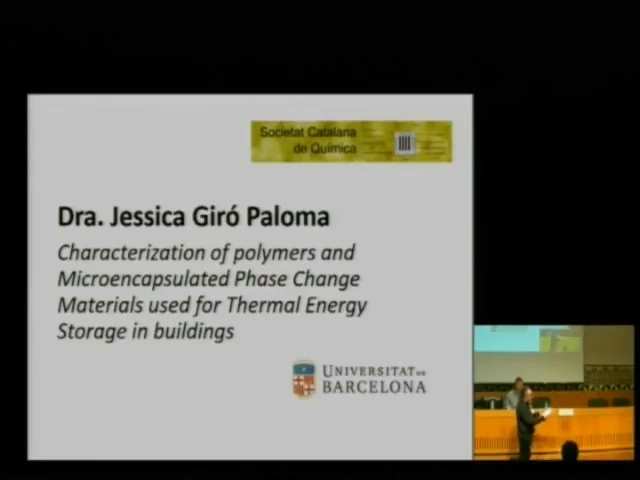 Societat Catalana
de Química
Dra. Jessica Giró Paloma
Characterization of polymers and
Microencapsulated Phase Change
Materials used for Thermal Energy
Storage in buildings
UNIVERSITAT DE
BARCELONA